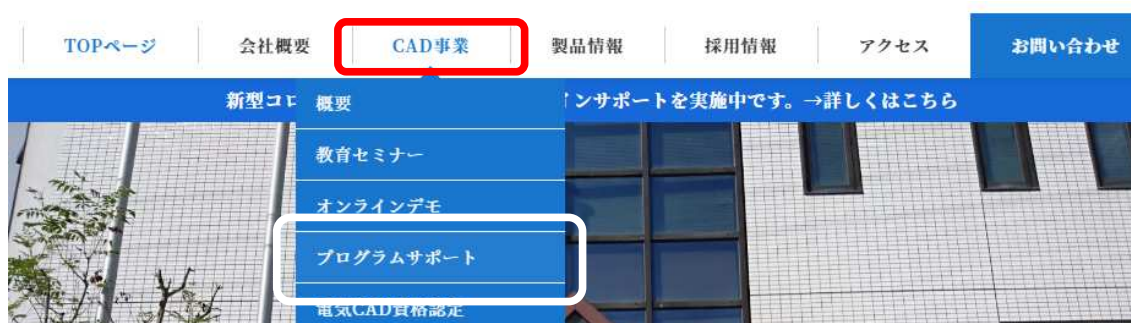 TOPページ 会社概要 CAD事業 製品情報 採用情報 アクセス お問い合わせ
新型コロ ンサポートを実施中です。→詳しくはこちら
概要
教育セミナー
オンラインデモ
プログラムサポート
電気CAD資格認定